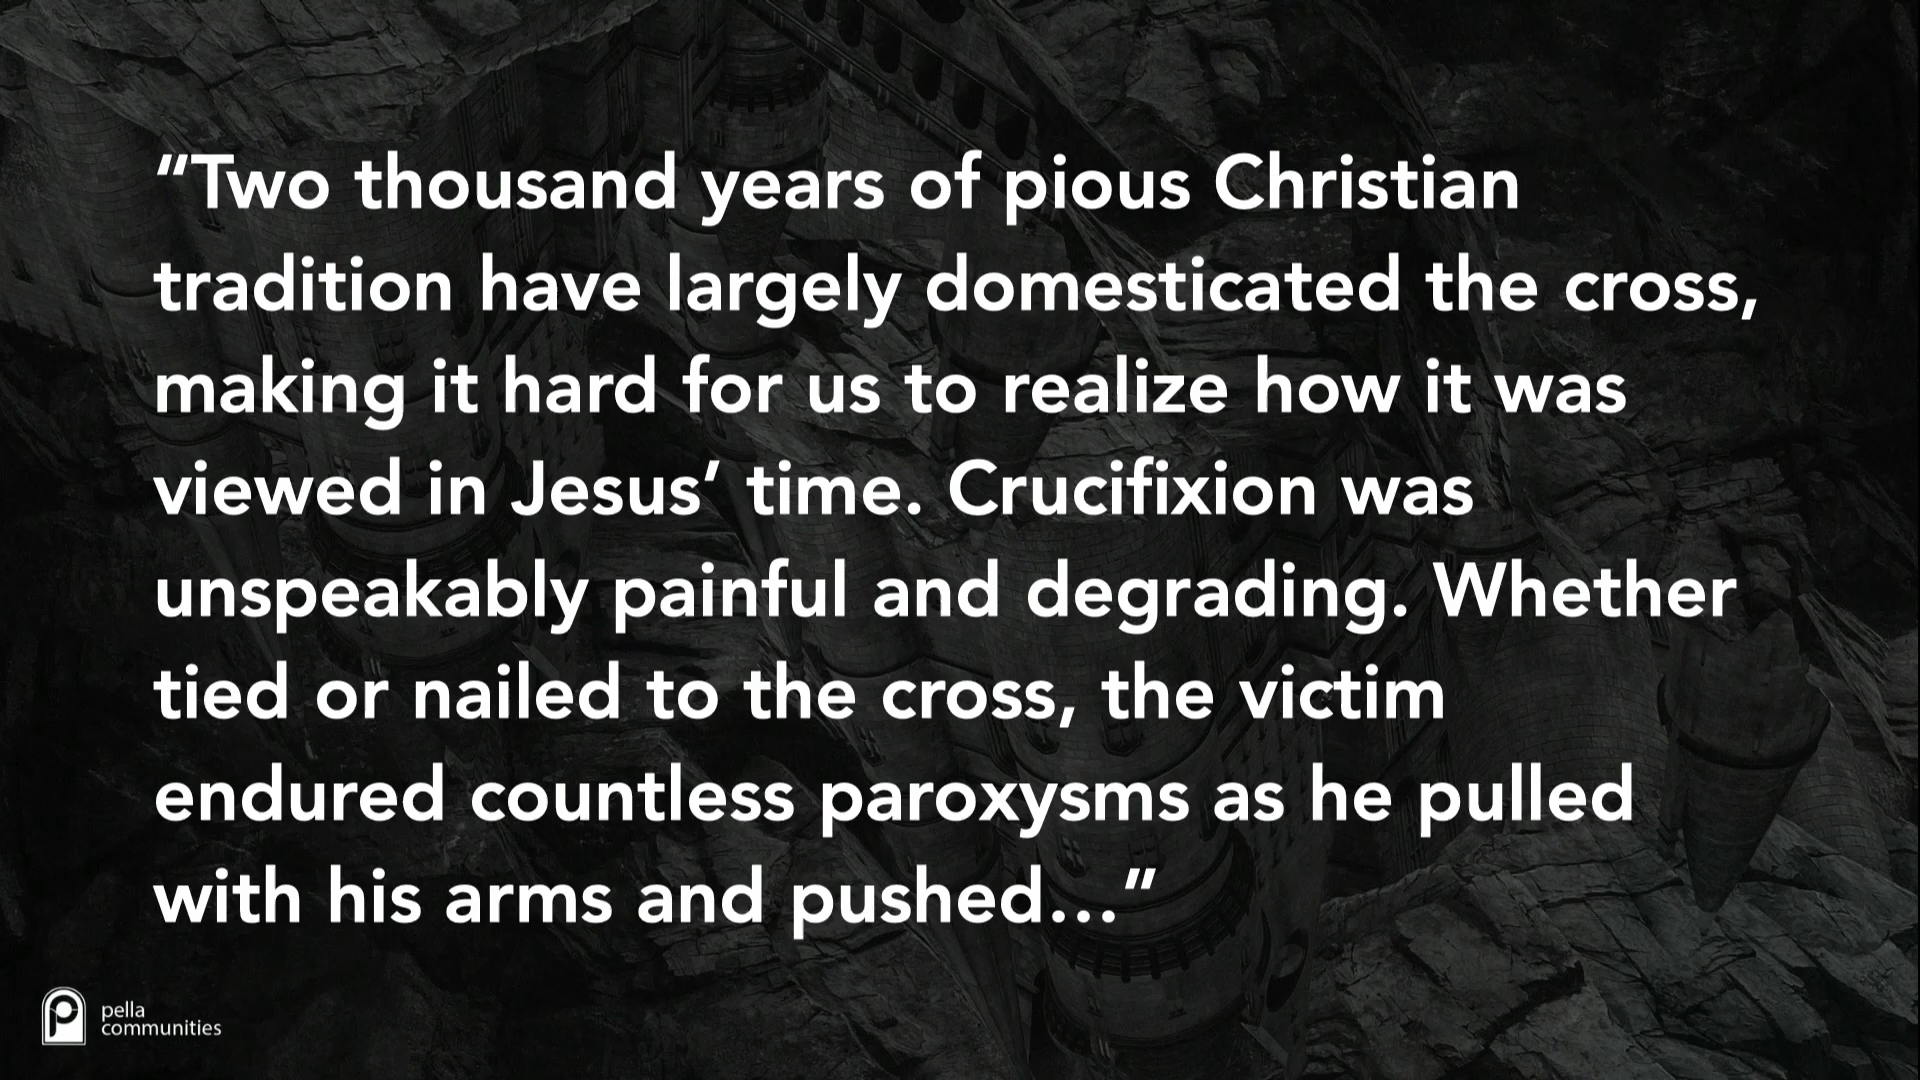 “Two thousand years of pious Christian
tradition have largely domesticated the cross,
making it hard for us to realize how it was
viewed in Jesus’ time. Crucifixion was
unspeakably painful and degrading. Whether
tied or nailed to the cross, the victim
endured countless paroxysms as he pulled
with his arms and pushed…”
pella
communities